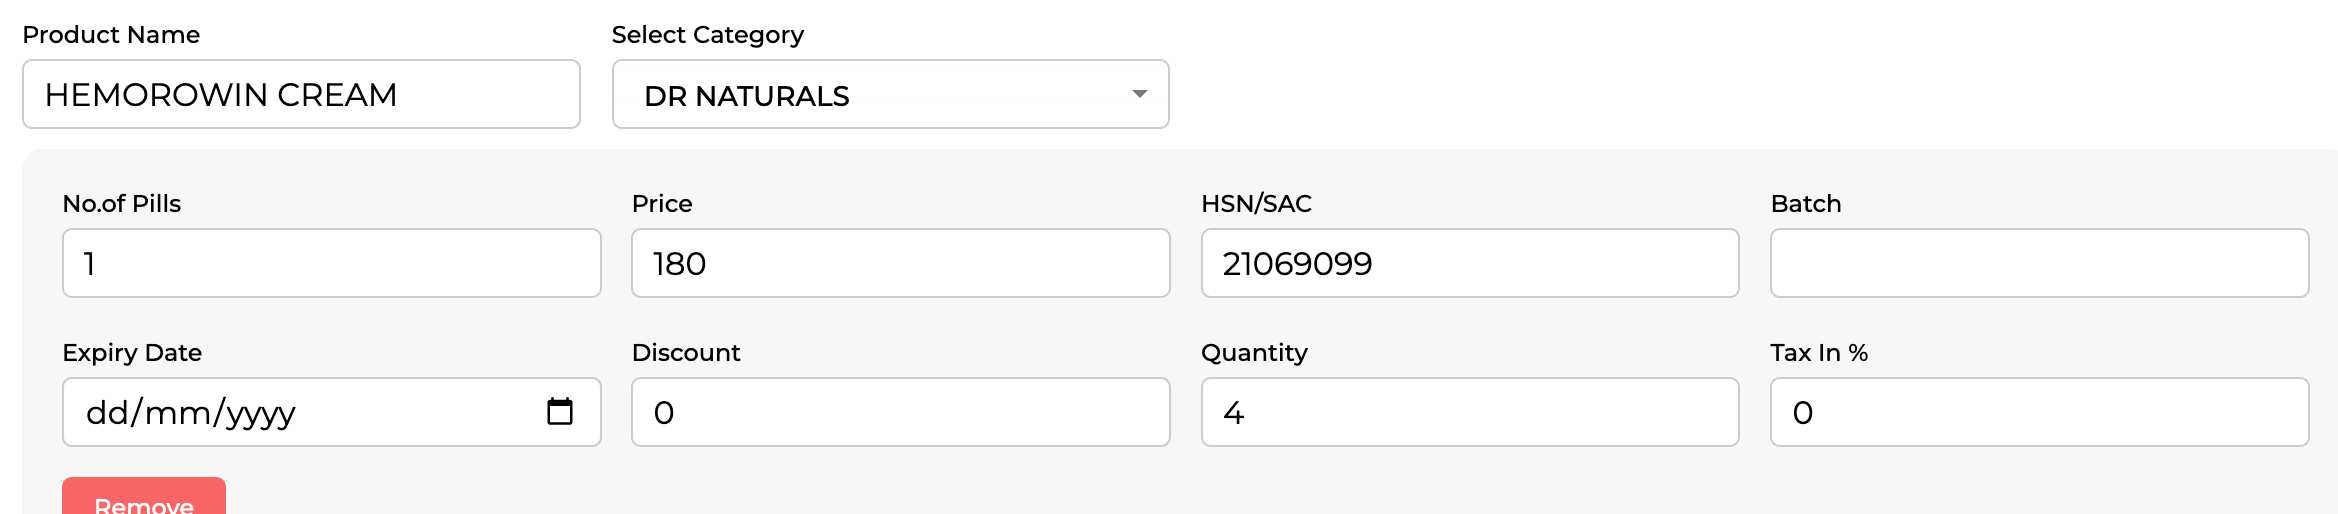 Product Name
Select Category
HEMOROWIN CREAM
DR NATURALS
No.of Pills
Price
HSN/SAC
Batch
1
180
21069099
Expiry Date
Discount
Quantity
Tax In %
dd/mm/yyyy
0
4
0
Remove